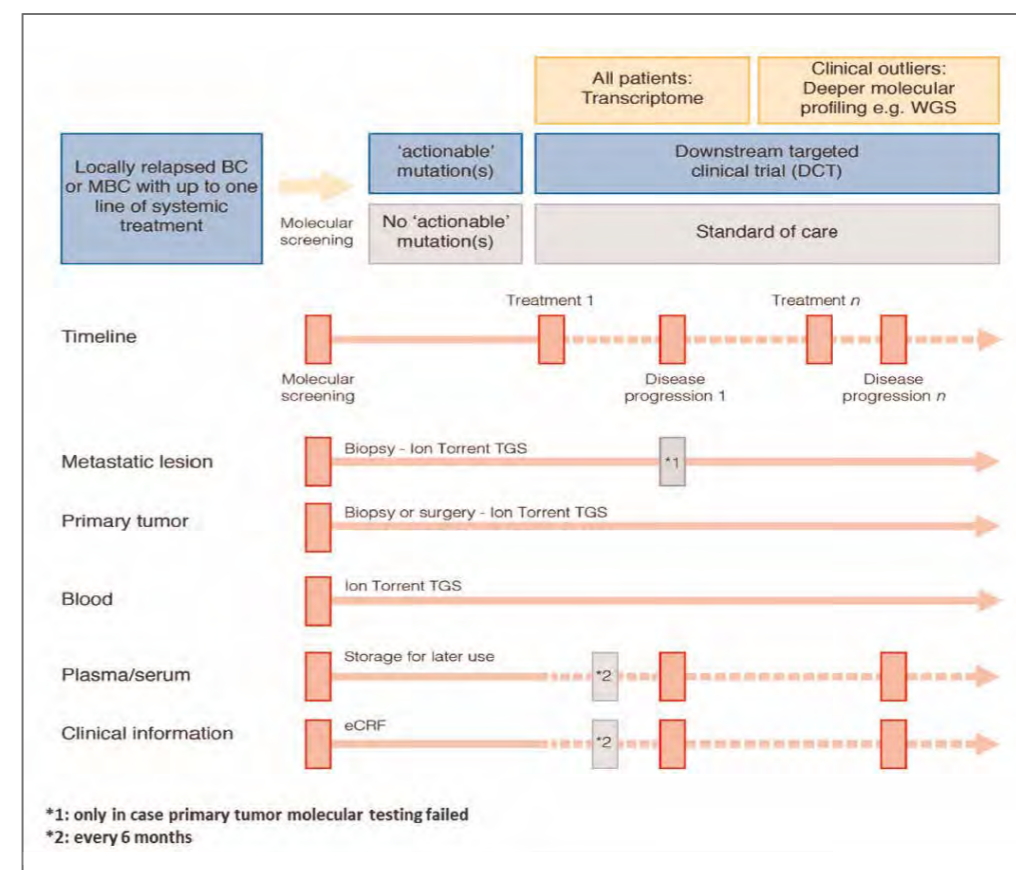 All patients:
Transcriptome
Clinical outliers:
Deeper molecular
profiling e.g. WGS
Locally relapsed BC
or MBC with up to one
line of systemic
treatment
Molecular
screening
'actionable'
mutation(s)
Downstream targeted
clinical trial (DCT)
No 'actionable'
mutation(s)
Standard of care
Treatment 1
Treatment n
Timeline
Molecular
screening
Disease
progression 1
Disease
progression n
Biopsy - Ion Torrent TGS
Metastatic lesion
*1
Biopsy or surgery - Ion Torrent TGS
Primary tumor
Ion Torrent TGS
Blood
Storage for later use
Plasma/serum
*2
eCRF
Clinical information
*2
*1: only in case primary tumor molecular testing failed
*2: every 6 months